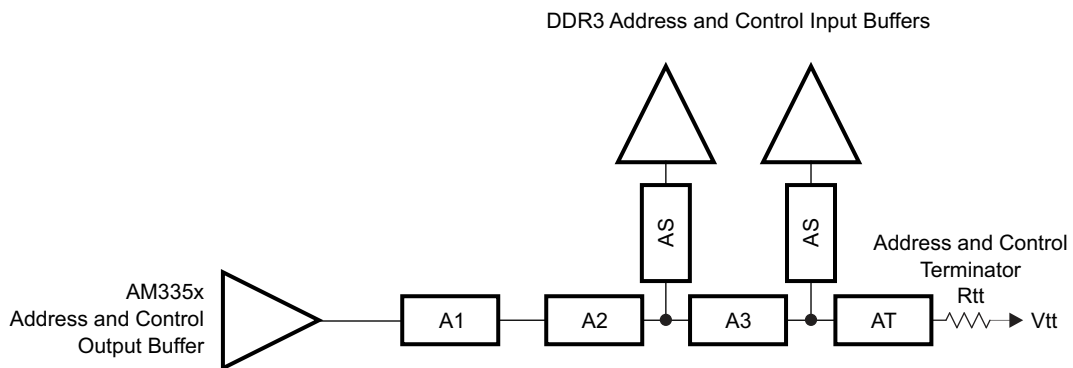 DDR3 Address and Control Input Buffers
AS
AS
Address and Control
Terminator
Rtt
AM335x
Address and Control
Output Buffer
A1
A2
A3
AT
Vtt